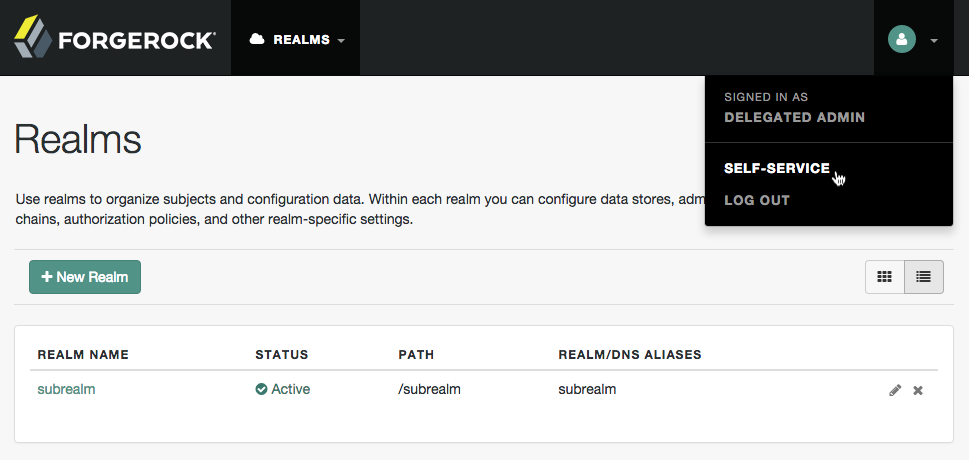 FORGEROCK
REALMS
SIGNED IN AS
DELEGATED ADMIN
SELF-SERVICE
LOG OUT
Realms
Use realms to organize subjects and configuration data. Within each realm you can configure data stores,
chains, authorization policies, and other realm-specific settings.
+ New Realm
REALM NAME STATUS PATH REALM/DNS ALIASES
subrealm Active /subrealm subrealm